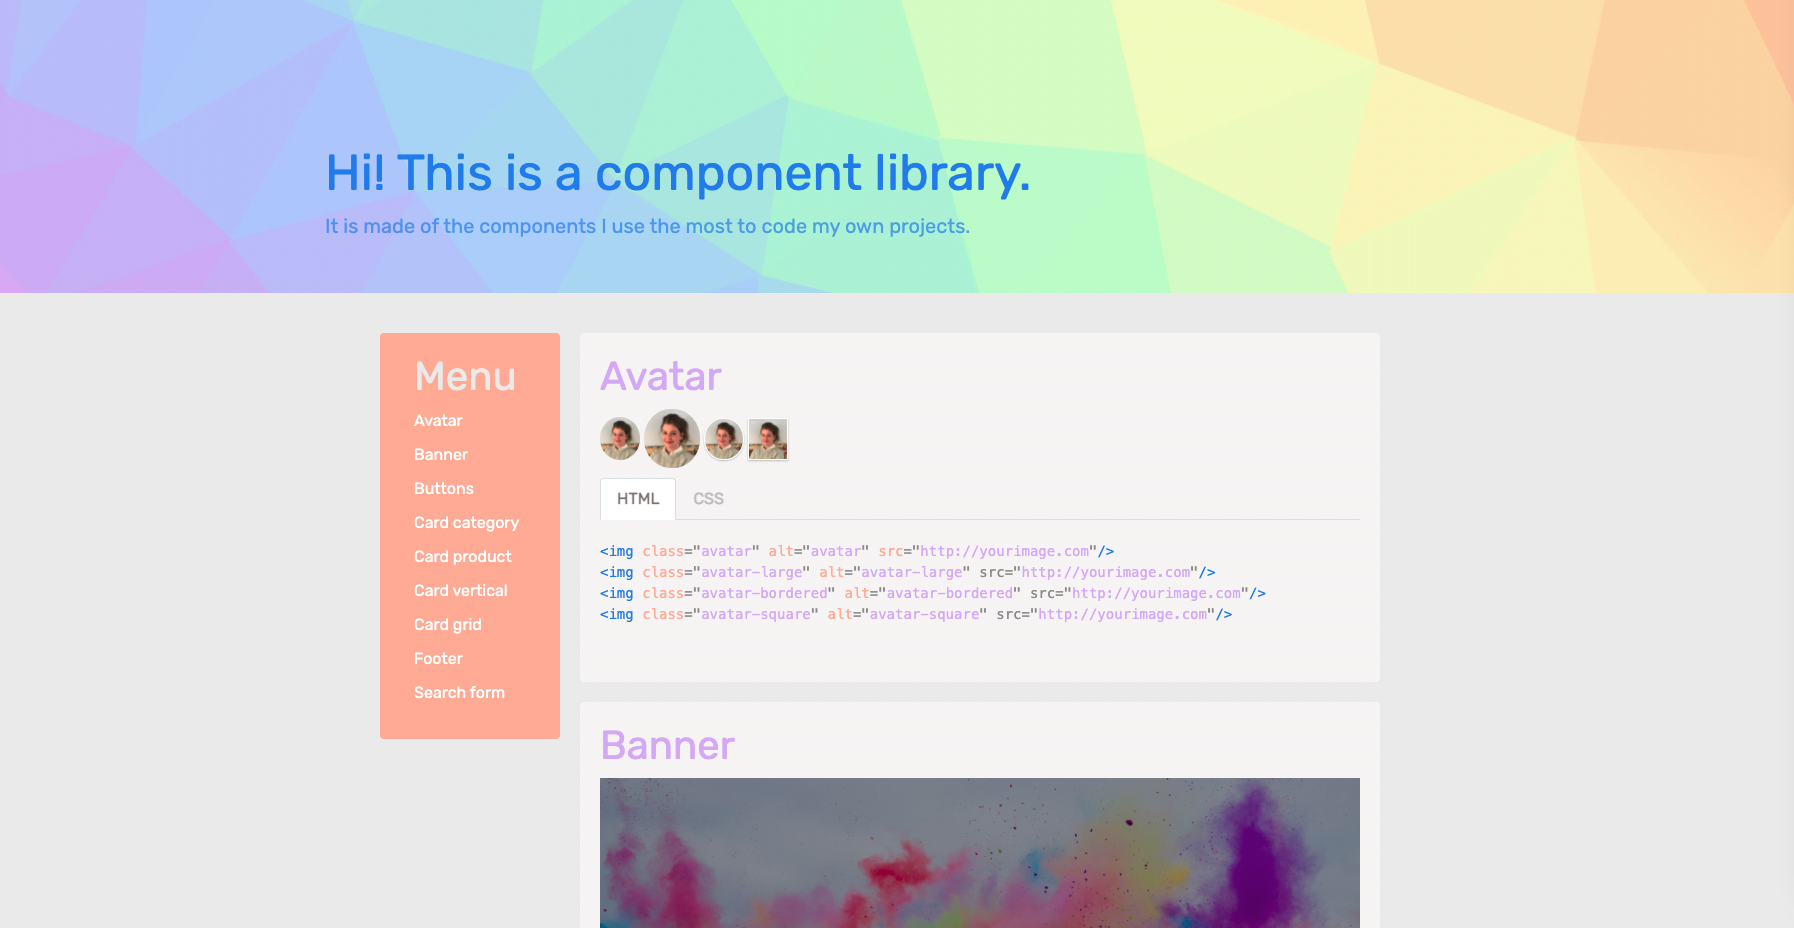 Hi! This is a component library.
It is made of the components I use the most to code my own projects.
Menu
Avatar
Banner
Buttons
Card category
Card product
Card vertical
Card grid
Footer
Search form
Avatar
HTML CSS
<img class="avatar" alt="avatar" src="http://yourimage.com"/>
<img class="avatar-large" alt="avatar-large" src="http://yourimage.com"/>
<img class="avatar-bordered" alt="avatar-bordered" src="http://yourimage.com"/>
<img class="avatar-square" alt="avatar-square" src="http://yourimage.com"/>
Banner